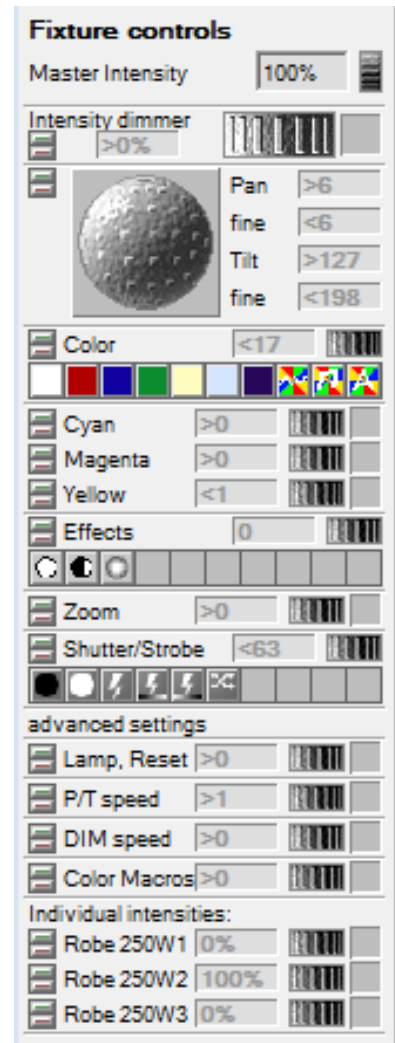 Fixture controls
Master Intensity 100%
Intensity dimmer
>0%
Pan >6
fine <6
Tilt >127
fine <198
Color <17
A
Cyan >0
Magenta >0
Yellow <1
Effects 0
Zoom >0
Shutter/Strobe <63
advanced settings
Lamp, Reset >0
P/T speed >1
DIM speed >0
Color Macros >0
Individual intensities:
Robe 250W1 0%
Robe 250W2 100%
Robe 250W3 0%